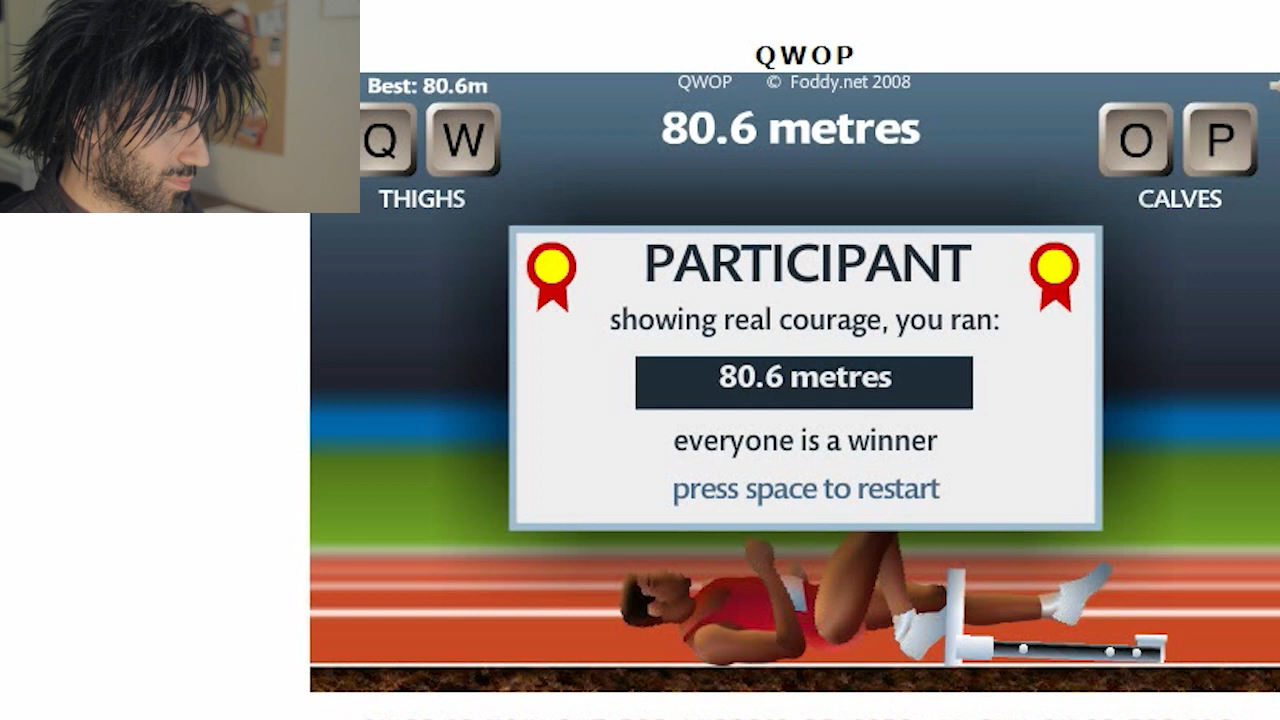 QWOP
Best: 80.6m
QWOP © Foddy.net 2008
80.6 metres
Q W
O P
THIGHS
CALVES
PARTICIPANT
showing real courage, you ran:
80.6 metres
everyone is a winner
press space to restart